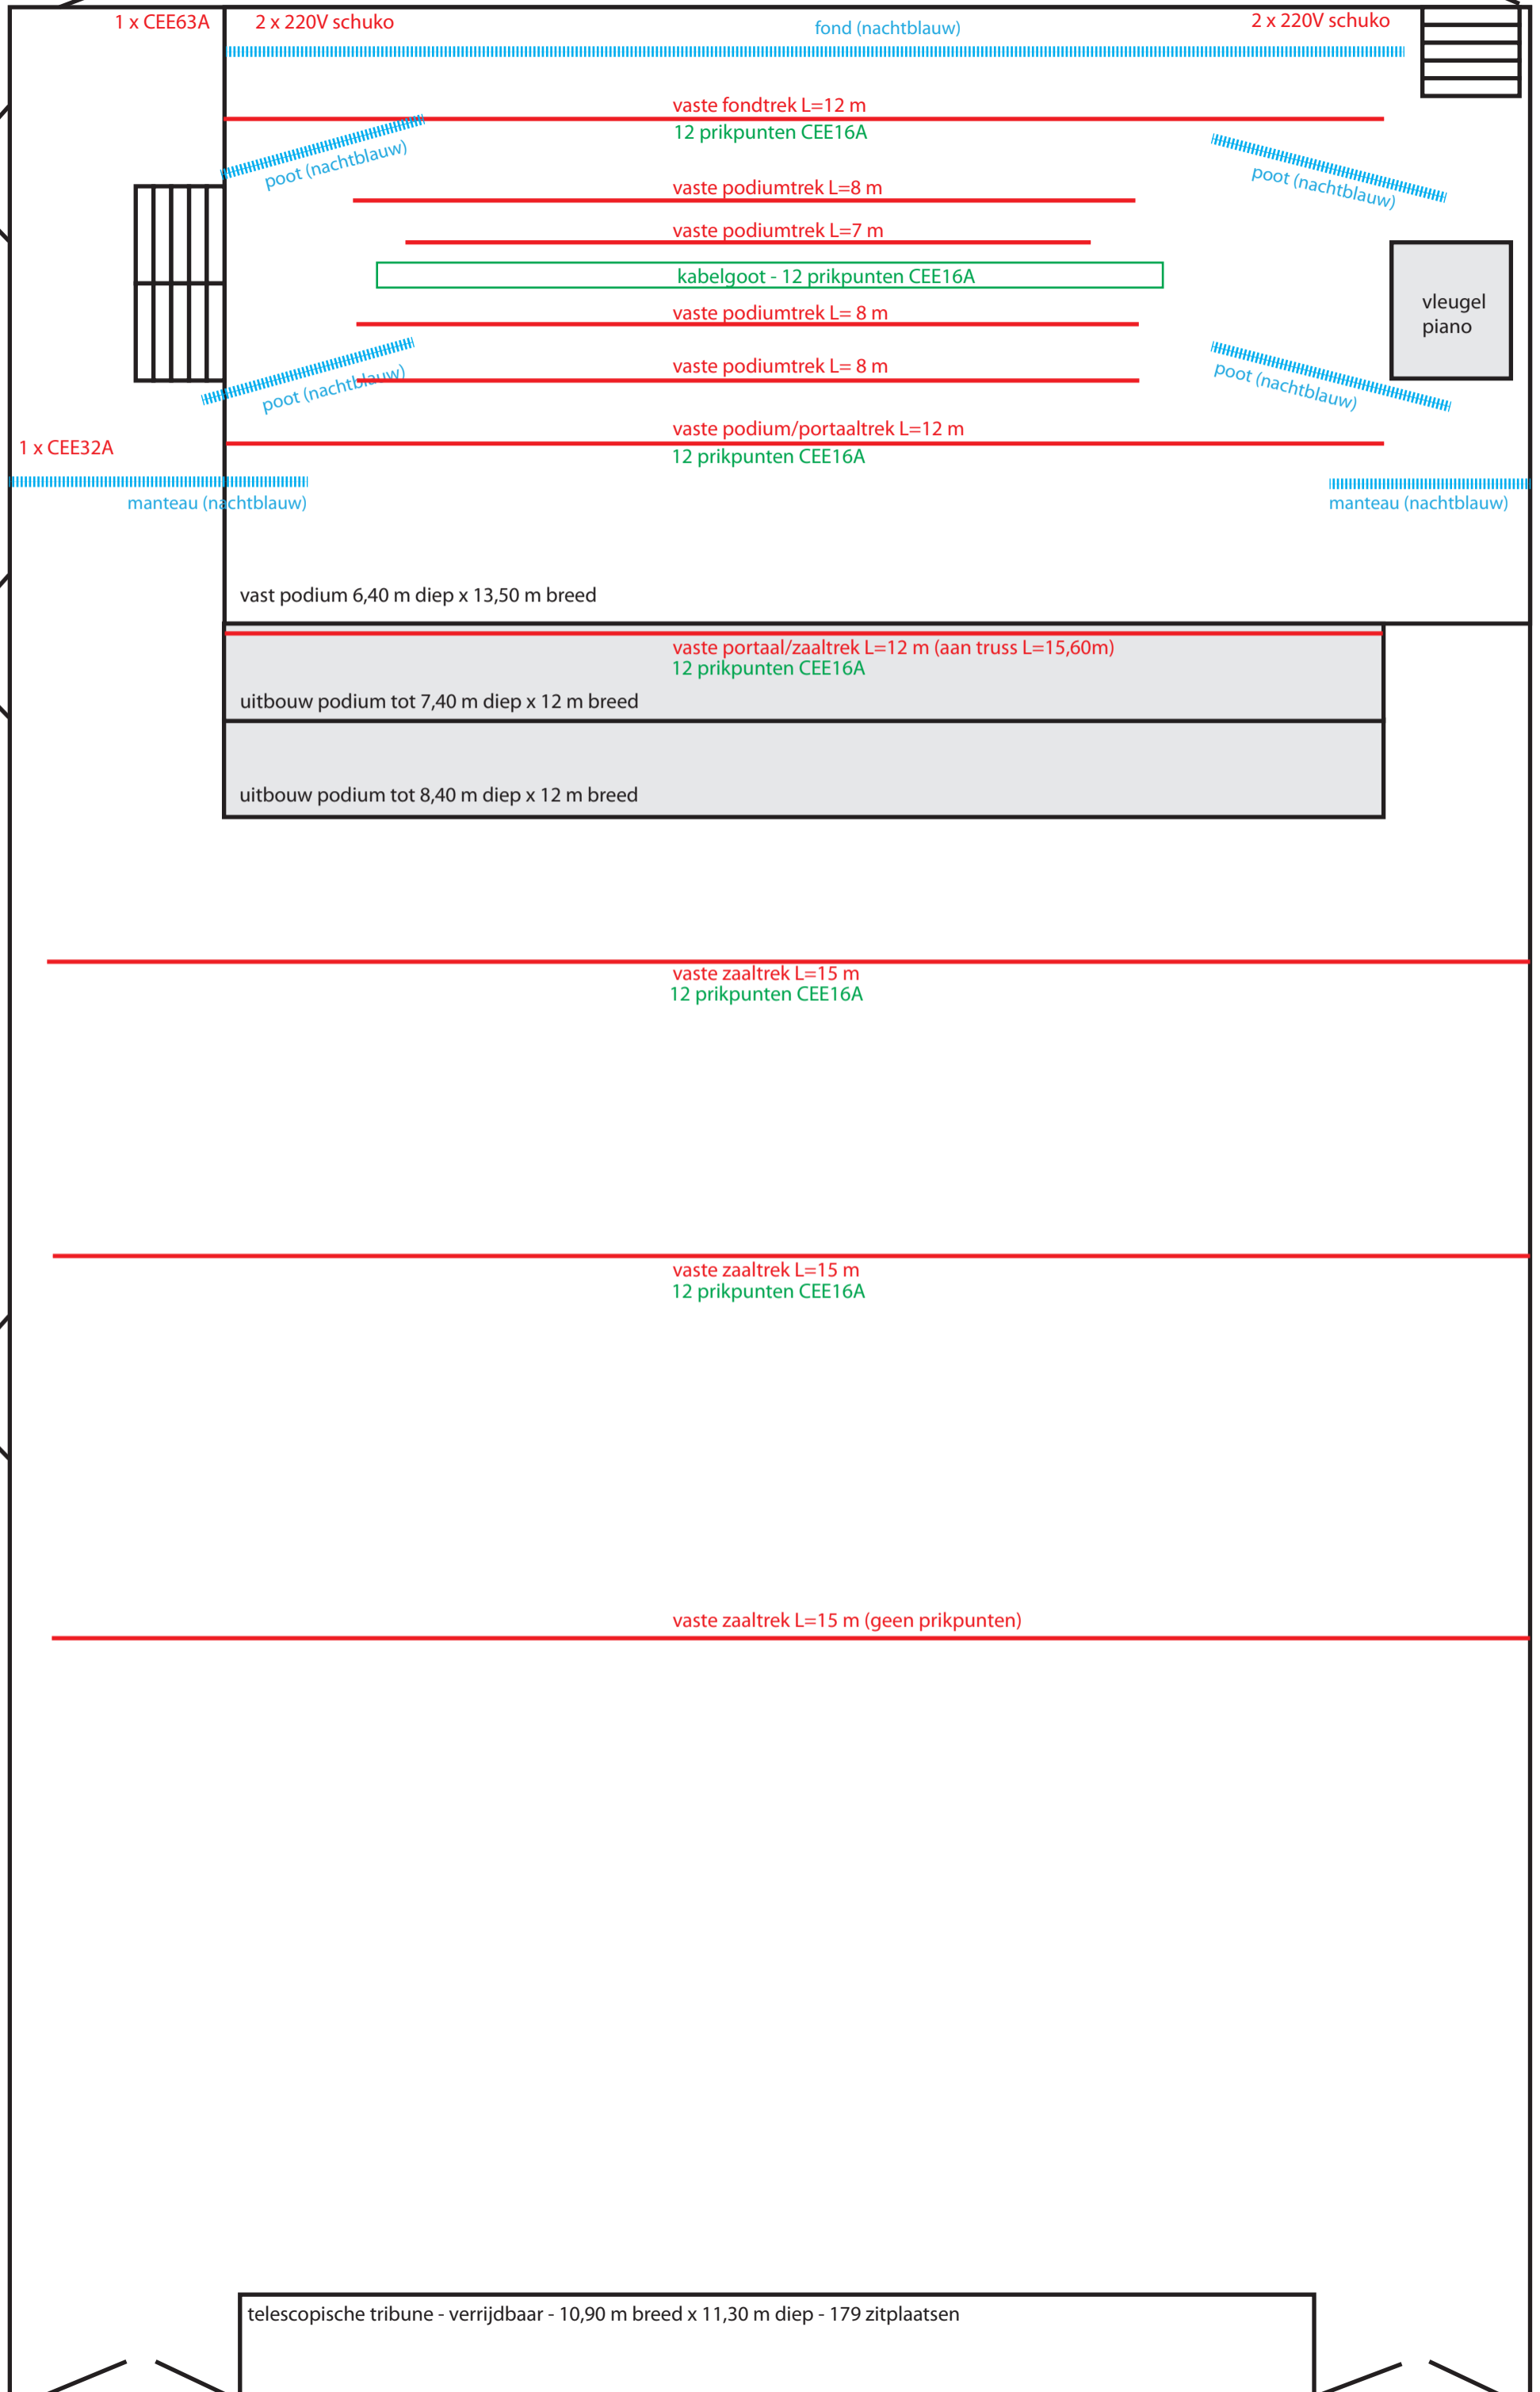 1 x CEE63A
2 x 220V schuko
fond (nachtblauw)
2 x 220V schuko
vaste fondtrek L=12 m
12 prikpunten CEE16A
poot (nachtblauw)
poot (nachtblauw)
vaste podiumtrek L=8 m
vaste podiumtrek L=7 m
kabelgoot - 12 prikpunten CEE16A
vleugel
piano
vaste podiumtrek L= 8 m
vaste podiumtrek L= 8 m
poot (nachtblauw)
poot (nachtblauw)
vaste podium/portaaltrek L=12 m
12 prikpunten CEE16A
1 x CEE32A
manteau (nachtblauw)
manteau (nachtblauw)
vast podium 6,40 m diep x 13,50 m breed
vaste portaal/zaaltrek L=12 m (aan truss L=15,60m)
12 prikpunten CEE16A
uitbouw podium tot 7,40 m diep x 12 m breed
uitbouw podium tot 8,40 m diep x 12 m breed
vaste zaaltrek L=15 m
12 prikpunten CEE16A
vaste zaaltrek L=15 m
12 prikpunten CEE16A
vaste zaaltrek L=15 m (geen prikpunten)
telescopische tribune - verrijdbaar - 10,90 m breed x 11,30 m diep - 179 zitplaatsen